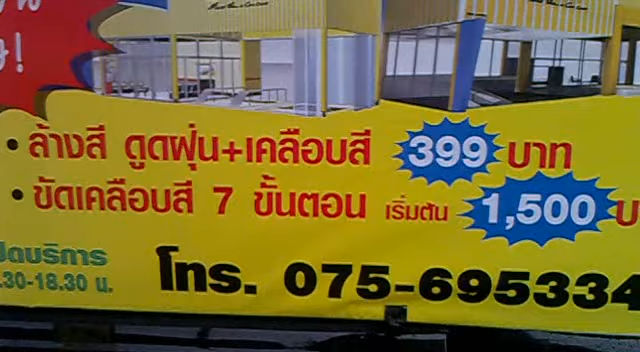 !
• ล้างสี ดูดฝุ่น+เคลือบสี 399 บาท
• ขัดเคลือบสี 7 ขั้นตอน เริ่มต้น 1,500 บ
ปิดบริการ
.30-18.30 น.
โทร. 075-695334